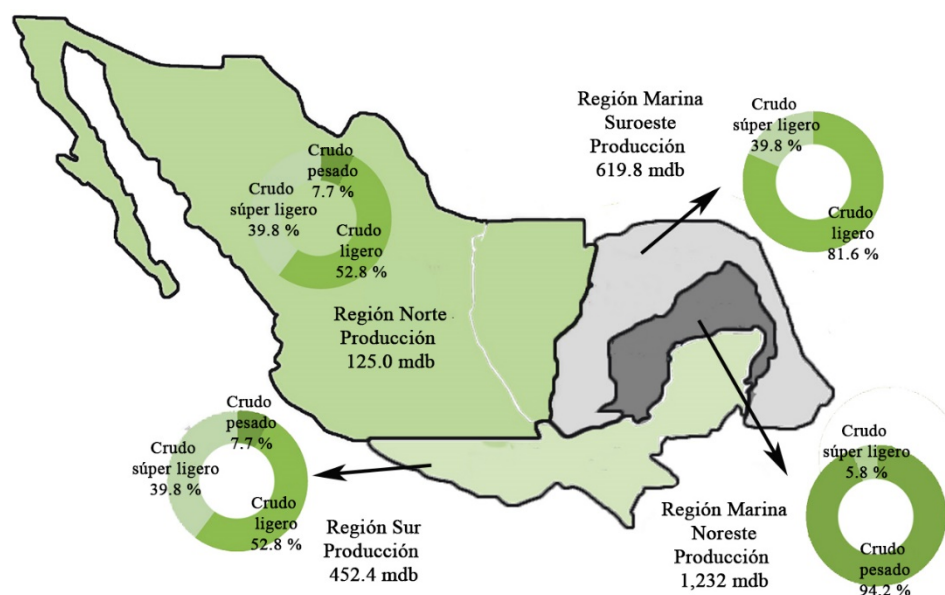 Región Marina
Suroeste
Producción
619.8 mdb
Crudo
súper ligero
39.8 %
Crudo
ligero
81.6 %
Crudo
pesado
7.7 %
Crudo
súper ligero
39.8 %
Crudo
ligero
52.8 %
Región Norte
Producción
125.0 mdb
Crudo
pesado
7.7 %
Crudo
súper ligero
39.8 %
Crudo
ligero
52.8 %
Región Sur
Producción
452.4 mdb
Región Marina
Noreste
Producción
1,232 mdb
Crudo
súper ligero
5.8 %
Crudo
pesado
94.2 %